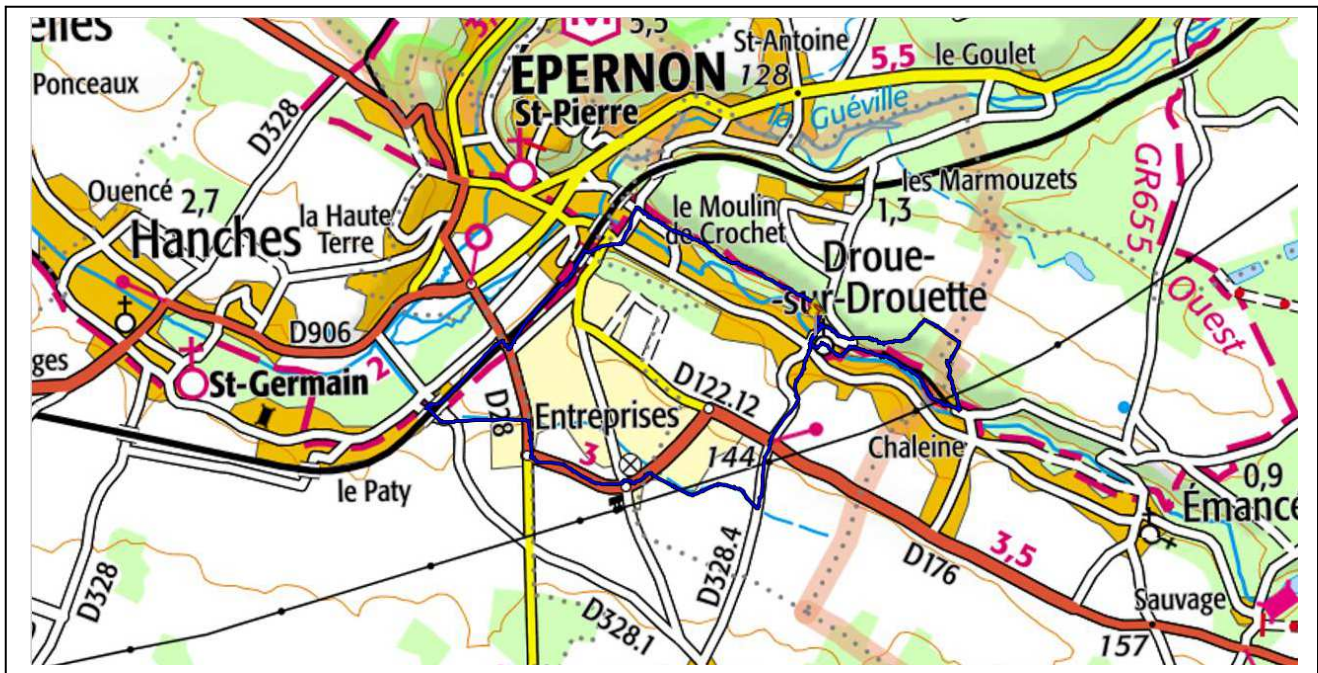 elles
Ponceaux
D328
M
5,5
St-Antoine
128
5,5
le Goulet
ÉPERNON
St-Pierre
la Guéville
GR655
Ouest
Ouencé
2,7
Hanches
la Haute
Terre
le Moulin
de Crochet
les Marmouzets
1,3
Droue-
-sur-Drouette
D906
ges
St-Germain
2
D28
Entreprises
3
D122.12
144
Chaleine
le Paty
0,9
Émance
D328
D328.4
D176
3,5
Sauvage
D328.1
157